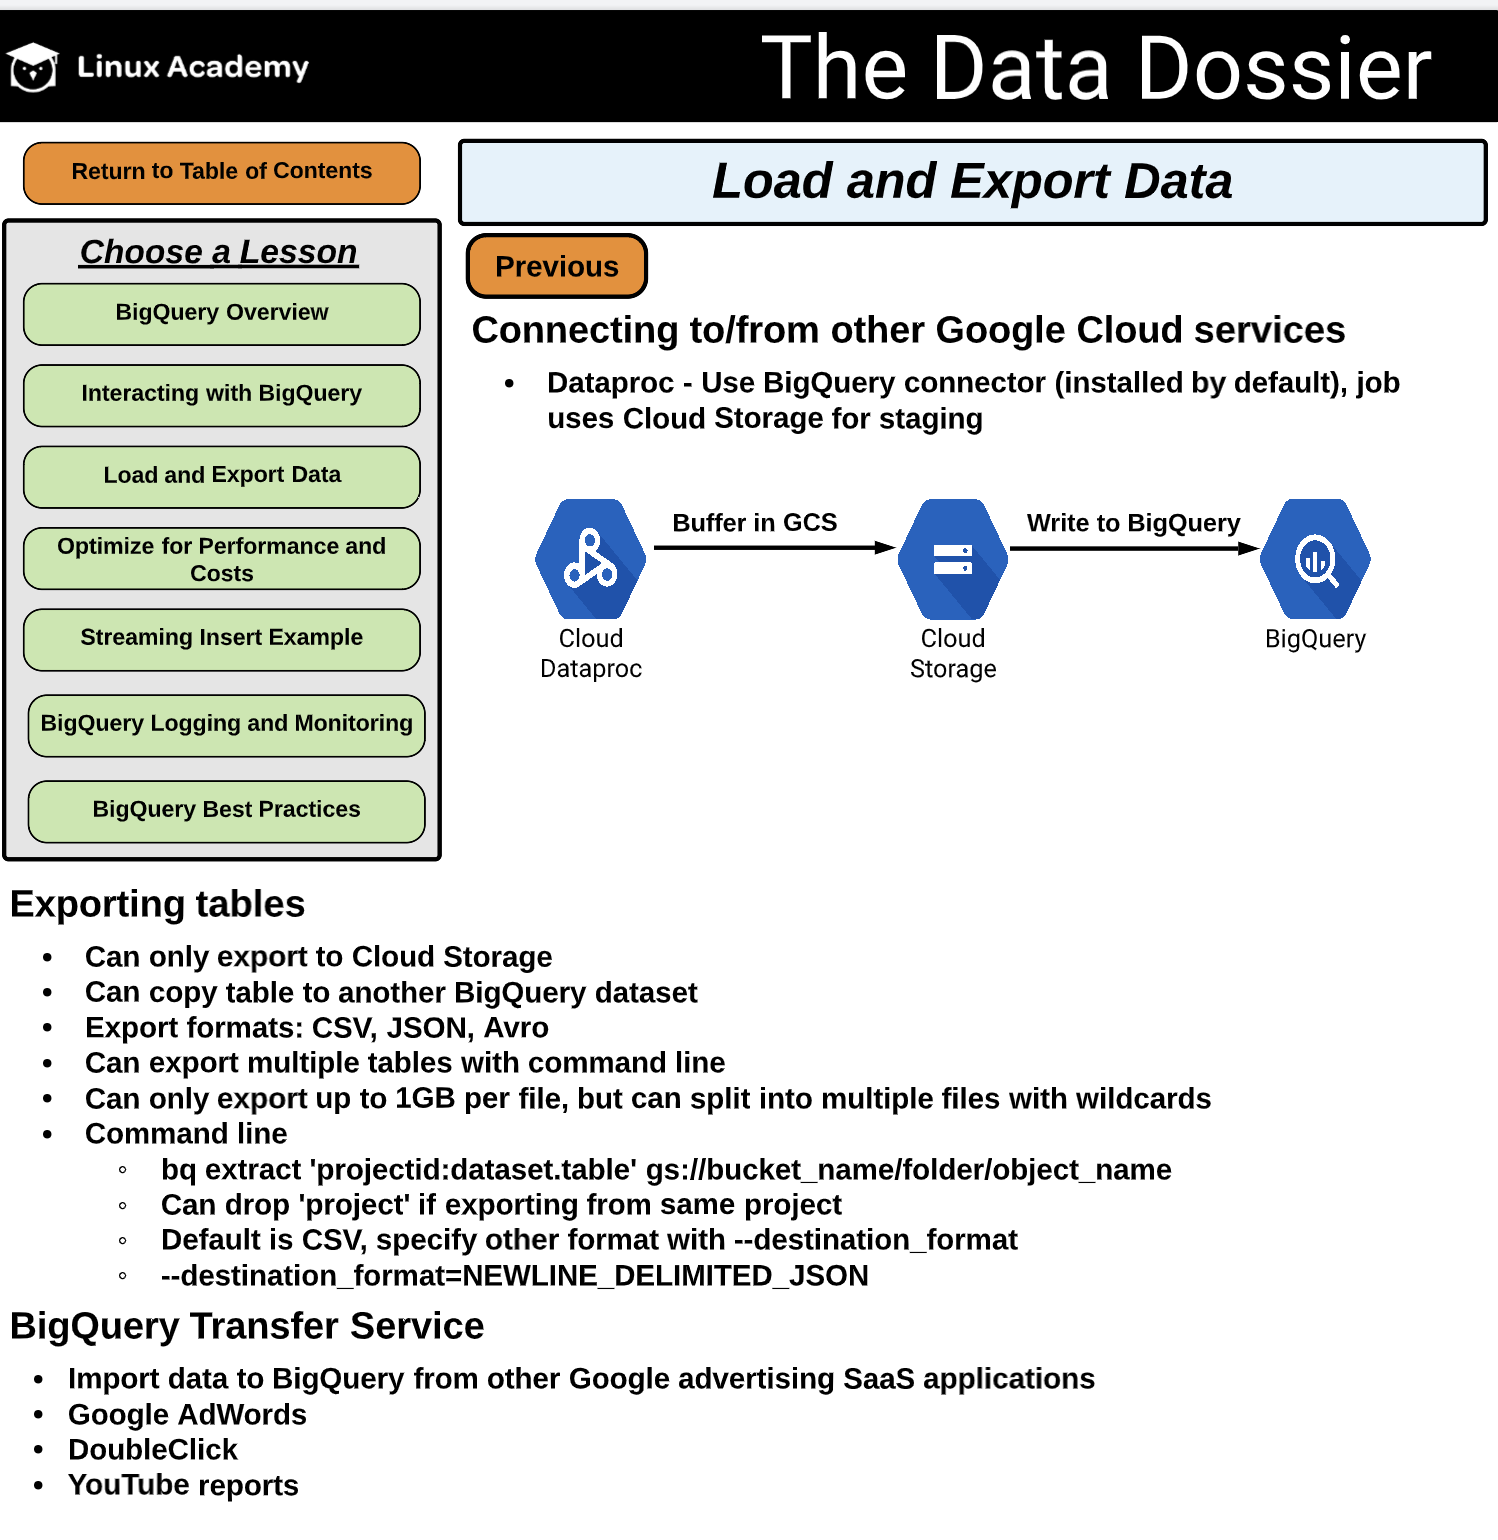 Linux Academy
The Data Dossier
Return to Table of Contents
Choose a Lesson
BigQuery Overview
Interacting with BigQuery
Load and Export Data
Optimize for Performance and
Costs
Streaming Insert Example
BigQuery Logging and Monitoring
BigQuery Best Practices
Load and Export Data
Previous
Connecting to/from other Google Cloud services
• Dataproc - Use BigQuery connector (installed by default), job
uses Cloud Storage for staging
Buffer in GCS
Write to BigQuery
Cloud
Dataproc
Cloud
Storage
BigQuery
Exporting tables
• Can only export to Cloud Storage
• Can copy table to another BigQuery dataset
• Export formats: CSV, JSON, Avro
• Can export multiple tables with command line
• Can only export up to 1GB per file, but can split into multiple files with wildcards
• Command line
◦ bq extract 'projectid:dataset.table' gs://bucket_name/folder/object_name
◦ Can drop 'project' if exporting from same project
◦ Default is CSV, specify other format with --destination_format
◦ --destination_format=NEWLINE_DELIMITED_JSON
BigQuery Transfer Service
• Import data to BigQuery from other Google advertising SaaS applications
• Google AdWords
• DoubleClick
• YouTube reports